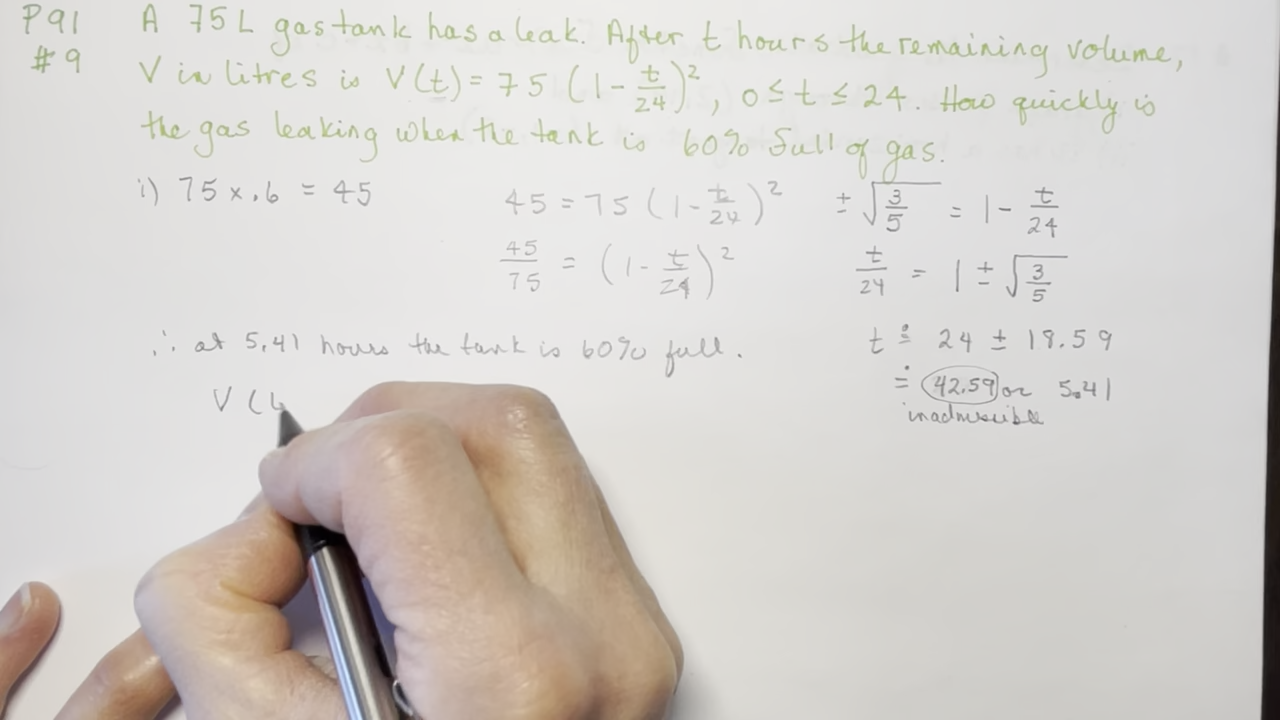 P91 A 75 L gas tank has a leak. After t hours the remaining volume,
#9 V in litres is V(t) = 75 (1 - t/24)², 0 ≤ t ≤ 24. How quickly is
the gas leaking when the tank is 60% full of gas.
i) 75 x .6 = 45
45 = 75 (1 - t/24)²
45/75 = (1 - t/24)²
± √3/5 = 1 - t/24
t/24 = 1 ± √3/5
t ≐ 24 ± 18.59
≐ 42.59 or 5.41
inadmissible
∴ at 5.41 hours the tank is 60% full.
V (